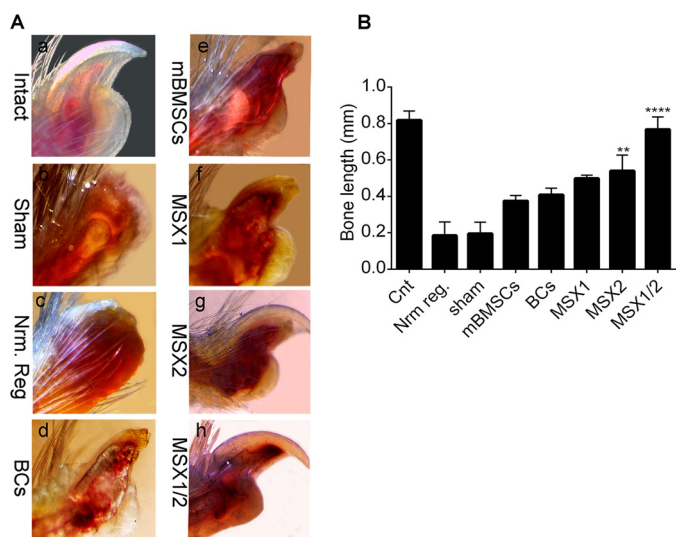 A
a
Intact
b
Sham
c
Nrm. Reg
d
BCs
e
mBMSCs
f
MSX1
g
MSX2
h
MSX1/2
B
Bone length (mm)
1.0
0.8
0.6
0.4
0.2
0.0
**
****
Cnt
Nrm reg.
sham
mBMSCs
BCs
MSX1
MSX2
MSX1/2